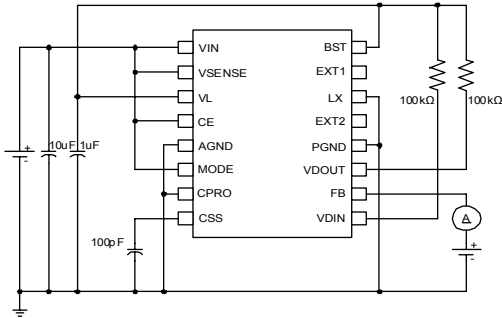 VIN BST
VSENSE EXT1
VL LX
100kΩ 100kΩ
CE EXT2
+ 10uF 1uF AGND PGND
-
MODE VDOUT
CPRO FB
A
CSS VDIN
100pF +
-